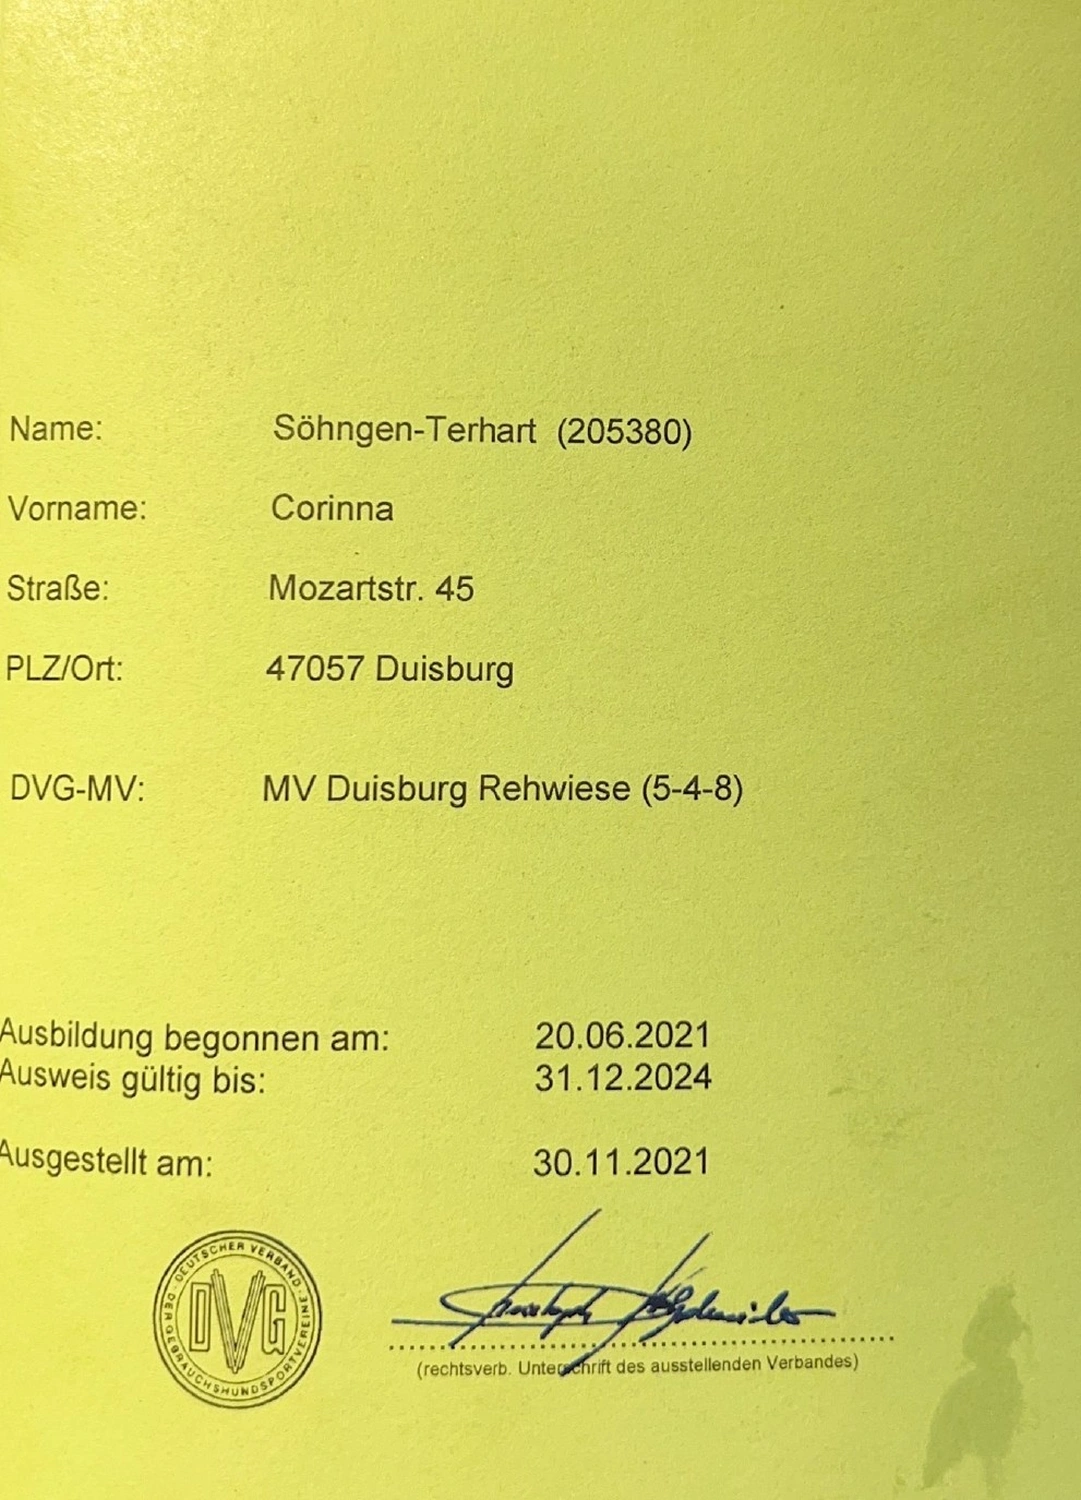 Name: Söhngen-Terhart (205380)
Vorname: Corinna
Straße: Mozartstr. 45
PLZ/Ort: 47057 Duisburg
DVG-MV: MV Duisburg Rehwiese (5-4-8)
Ausbildung begonnen am: 20.06.2021
Ausweis gültig bis: 31.12.2024
Ausgestellt am: 30.11.2021
DEUTSCHER VERBAND
DER GEBRAUCHSHUNDSPORTVEREINE
DVG
(rechtsverb. Unterschrift des ausstellenden Verbandes)